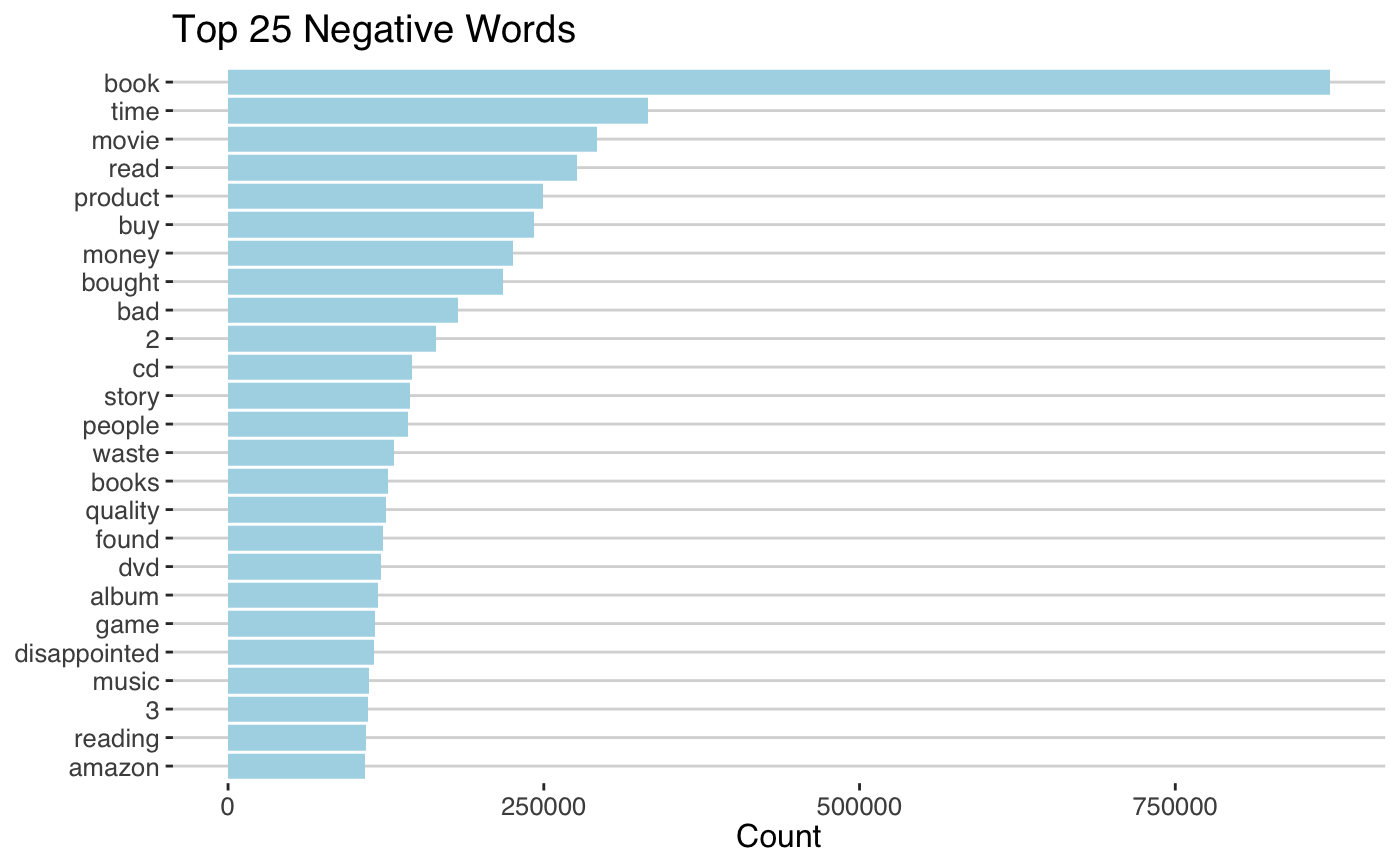 Top 25 Negative Words
book
time
movie
read
product
buy
money
bought
bad
2
cd
story
people
waste
books
quality
found
dvd
album
game
disappointed
music
3
reading
amazon
0 250000 500000 750000
Count